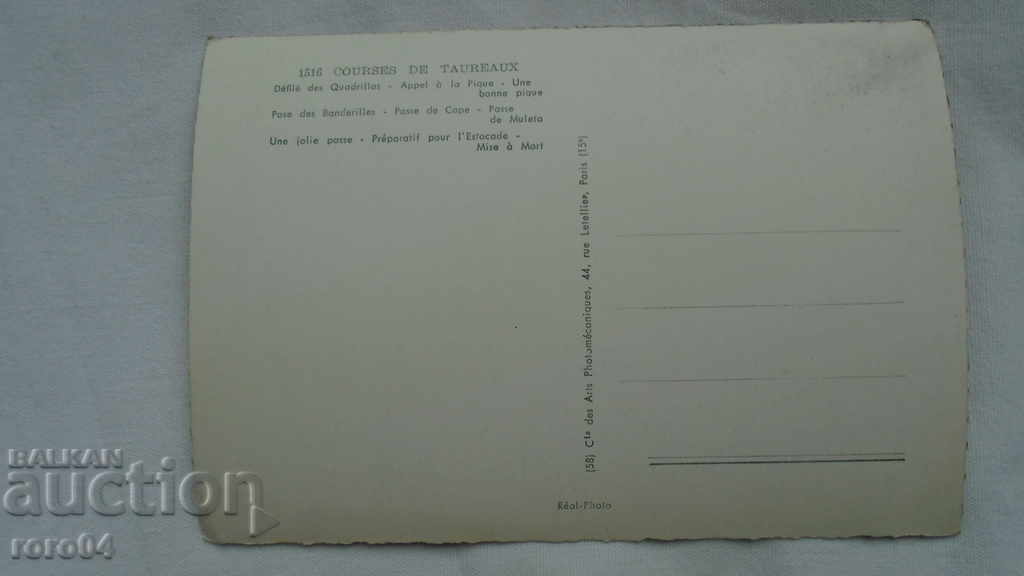 1516 COURSES DE TAUREAUX
Défilé des Quadrillas - Appel à la Pique - Une
bonne pique
Pose des Banderilles - Passe de Cape - Passe
de Muleta
Une jolie passe - Préparatif pour l'Estocade -
Mise à Mort
(58) Cie des Arts Photomécaniques, 44, rue Letellier, Paris (15e)
Réal-Photo
BALKAN
auction
roro04